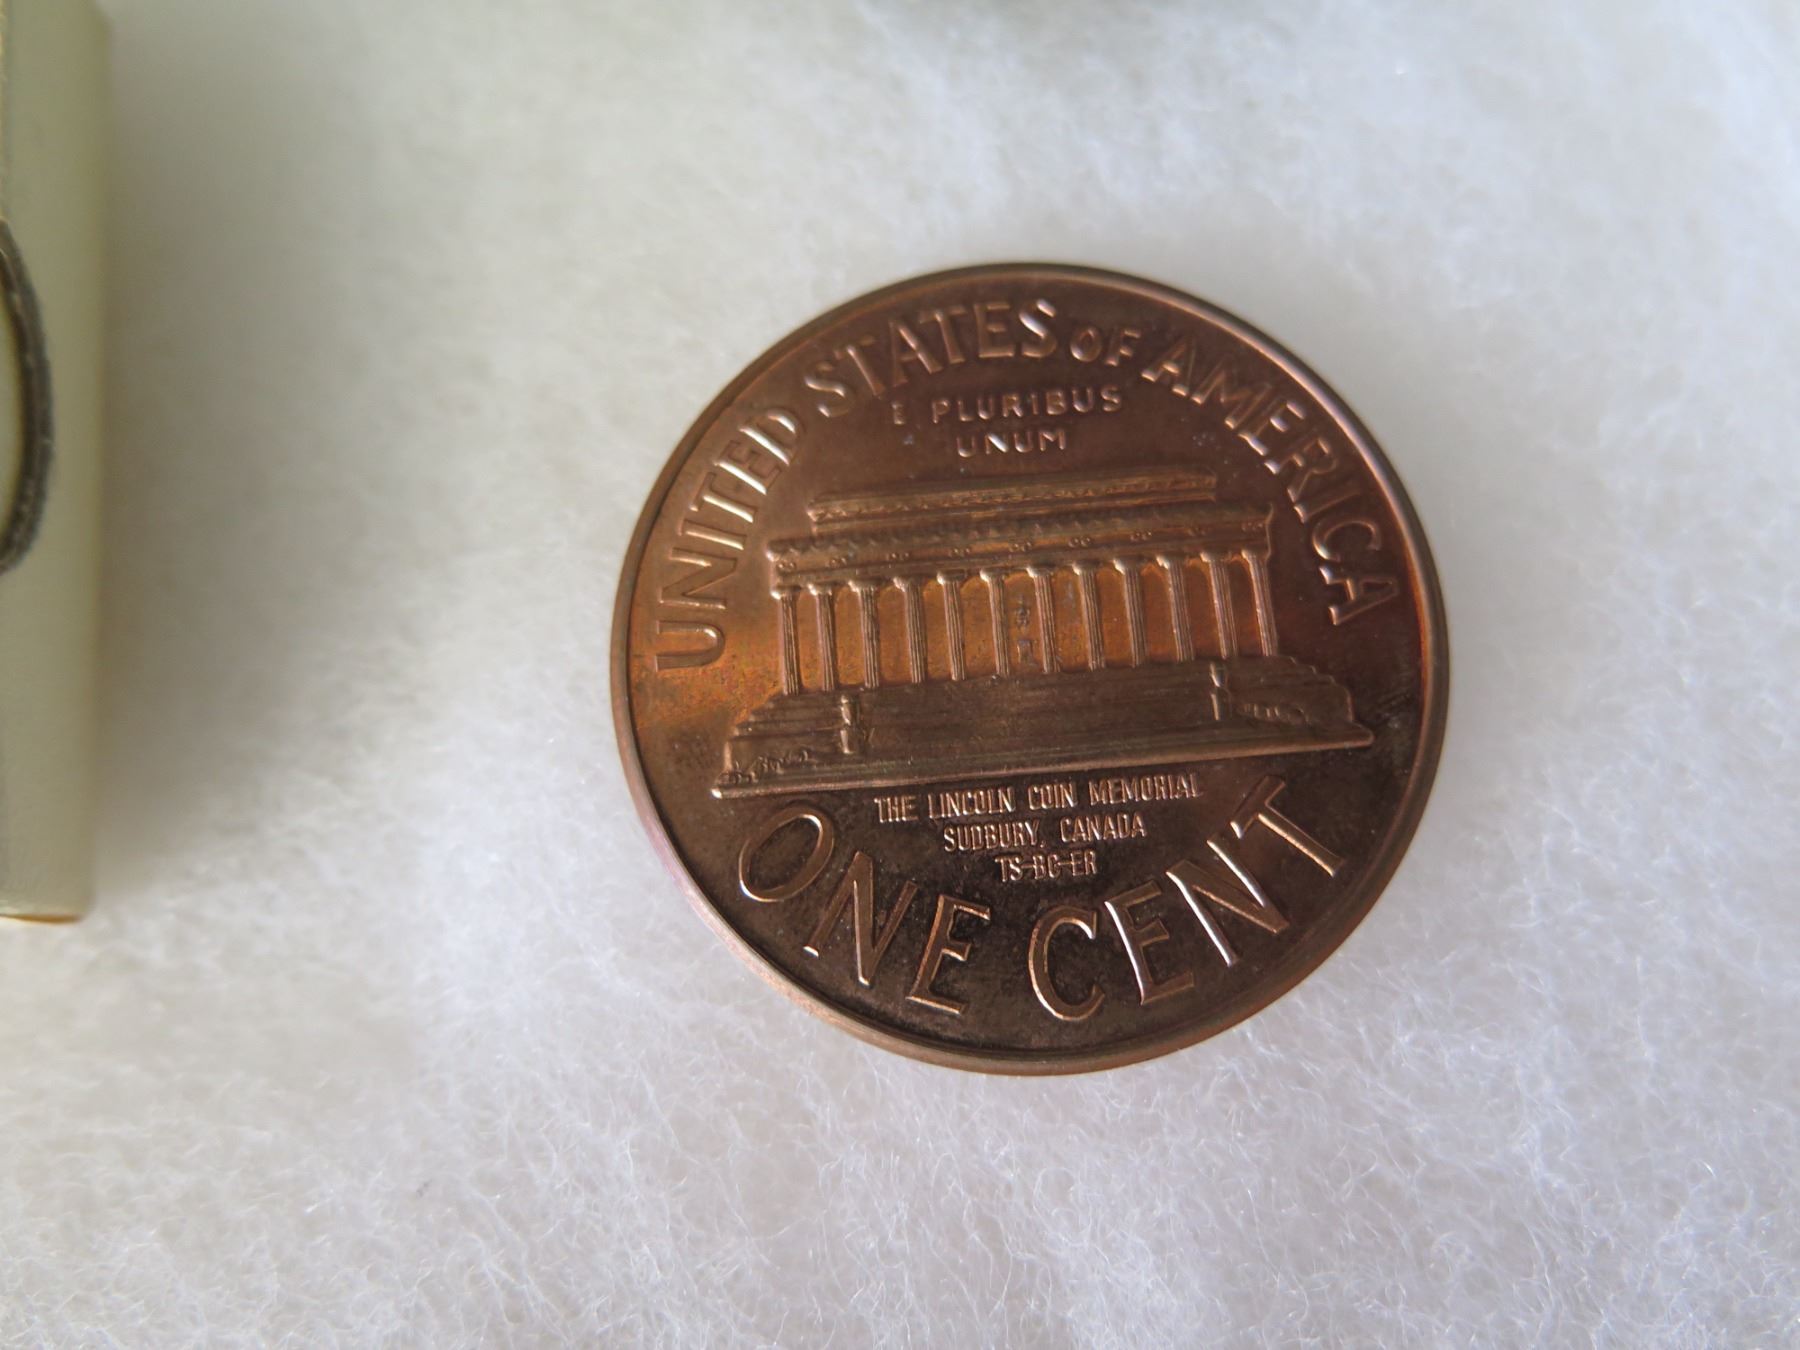 UNITED STATES OF AMERICA
E PLURIBUS
UNUM
THE LINCOLN COIN MEMORIAL
SUDBURY, CANADA
TS-BC-ER
ONE CENT